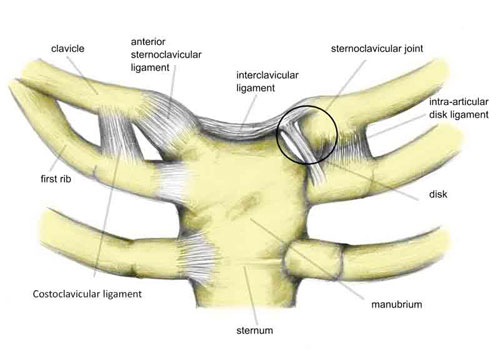 clavicle
anterior
sternoclavicular
ligament
interclavicular
ligament
sternoclavicular joint
intra-articular
disk ligament
first rib
disk
Costoclavicular ligament
manubrium
sternum